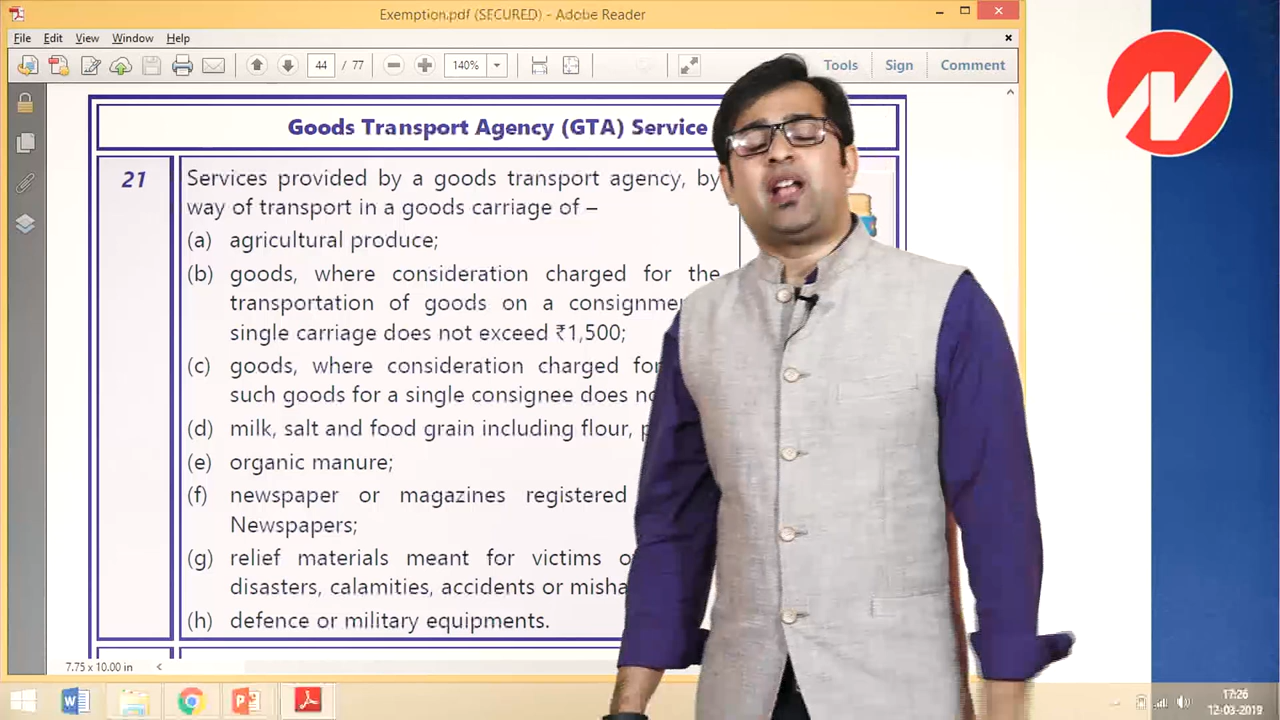 Exemption.pdf (SECURED) - Adobe Reader
File Edit View Window Help
44 / 77 140% Tools Sign Comment
Goods Transport Agency (GTA) Service
21 Services provided by a goods transport agency, by
way of transport in a goods carriage of –
(a) agricultural produce;
(b) goods, where consideration charged for the
transportation of goods on a
single carriage does not exceed ₹1,500;
(c) goods, where consideration charged for
such goods for a single consignee does
(d) milk, salt and food grain including flour,
(e) organic manure;
(f) newspaper or magazines registered
Newspapers;
(g) relief materials meant for victims
disasters, calamities, accidents or
(h) defence or military equipments.
7.75 x 10.00 in
17:26
12-03-2019